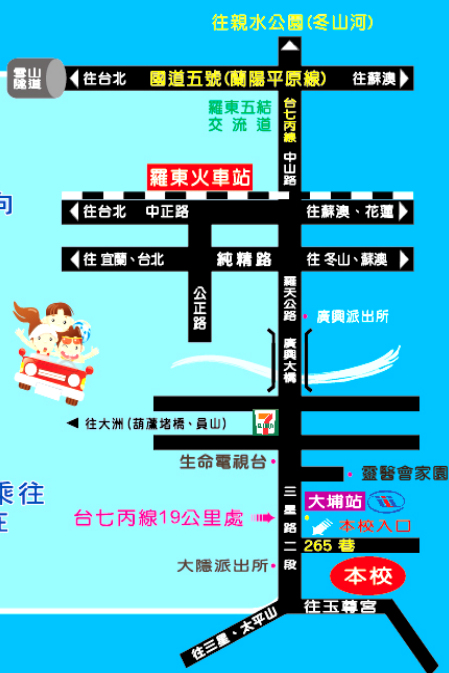 往親水公園(冬山河)
雪山
隧道
往台北
國道五號(蘭陽平原線)
往蘇澳
羅東五結
交流道
台七丙線
中山路
羅東火車站
向
往台北
中正路
往蘇澳、花蓮
往 宜蘭、台北
純精路
往 冬山、蘇澳
公正路
羅天公路
廣興派出所
廣興大橋
往大洲(葫蘆堵橋、員山)
7
生命電視台
靈醫會家園
乘往
在
三星路二段
大埔站
台七丙線19公里處
本校入口
265 巷
大隱派出所
本校
往玉尊宮
往三星、太平山